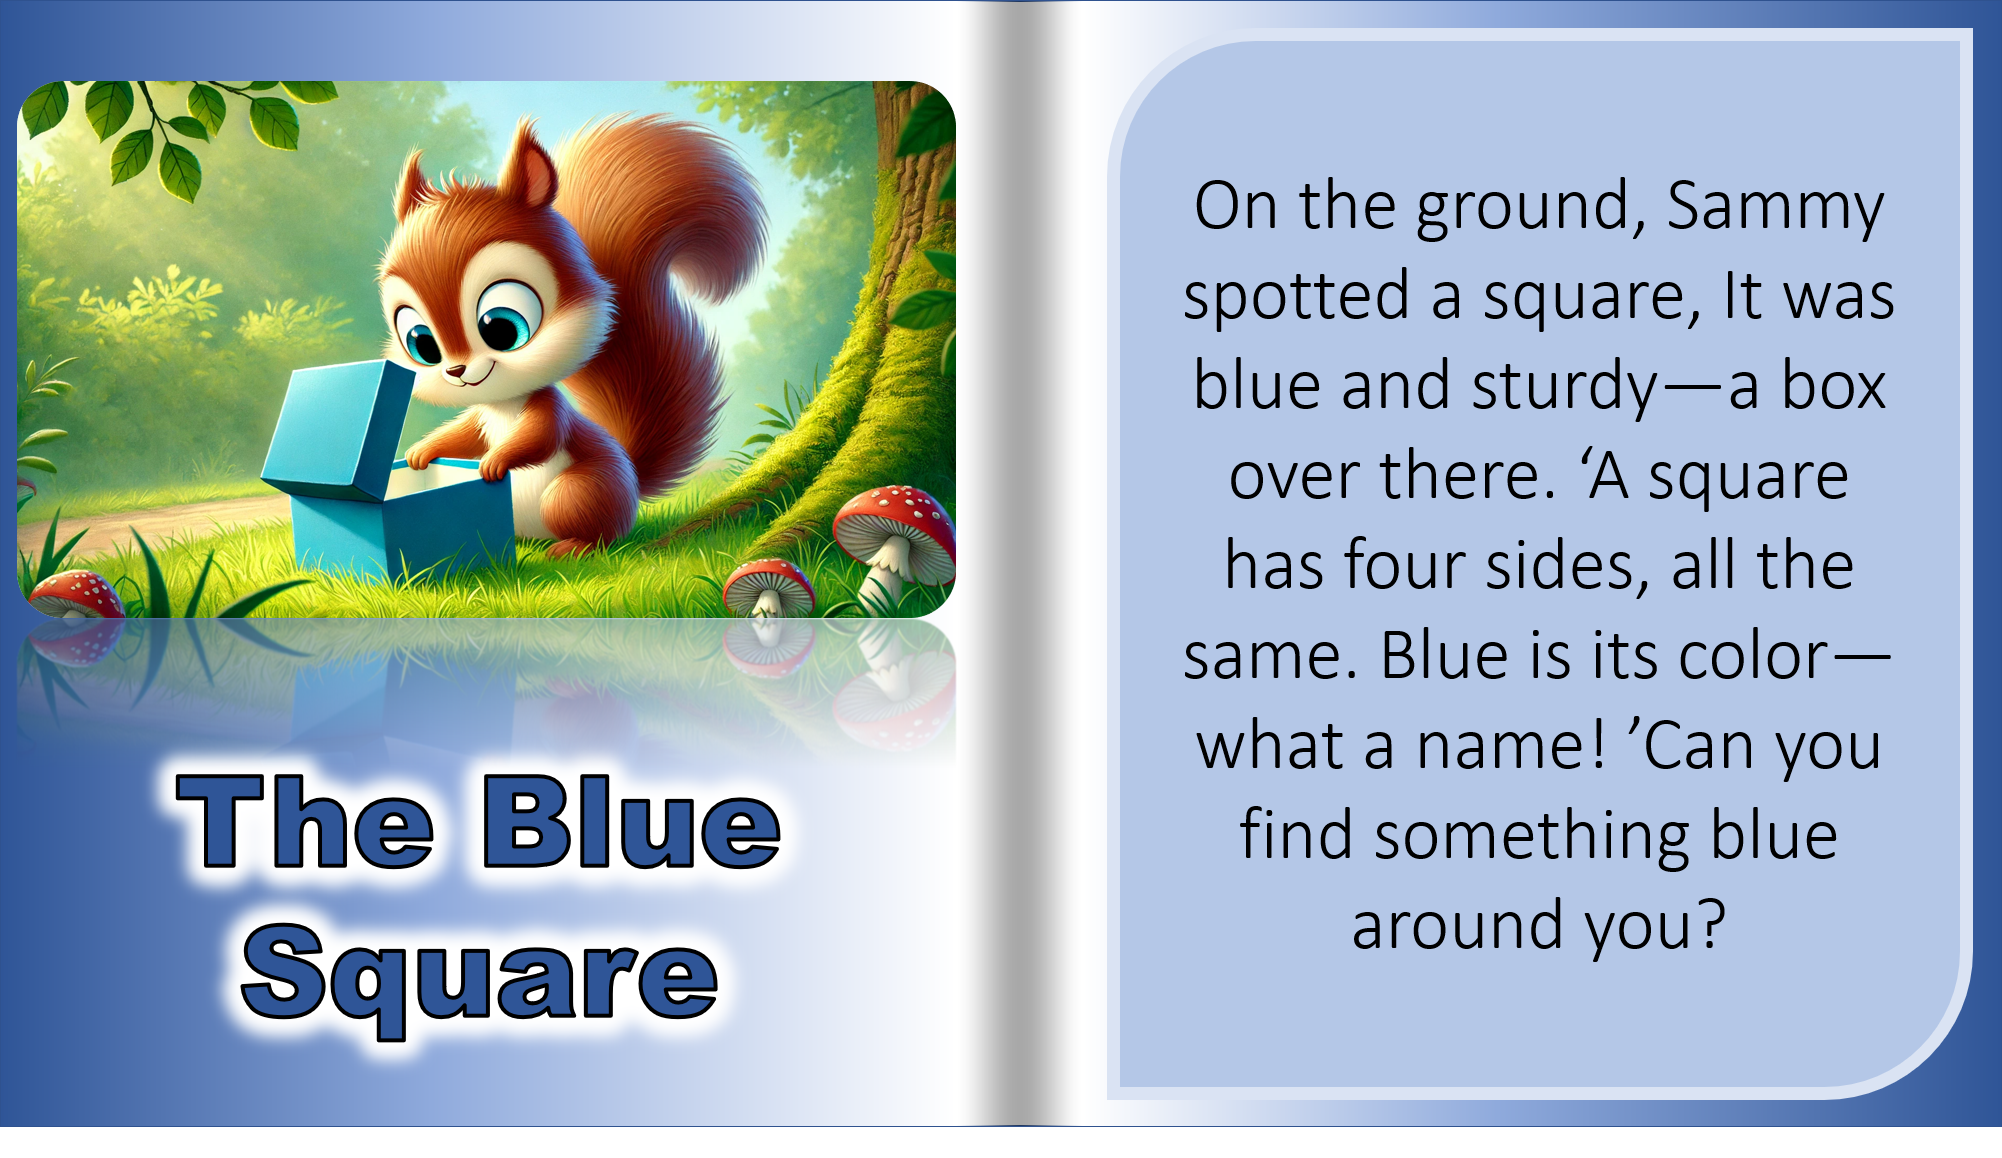 The Blue
Square
On the ground, Sammy
spotted a square, It was
blue and sturdy—a box
over there. ‘A square
has four sides, all the
same. Blue is its color—
what a name! ’Can you
find something blue
around you?